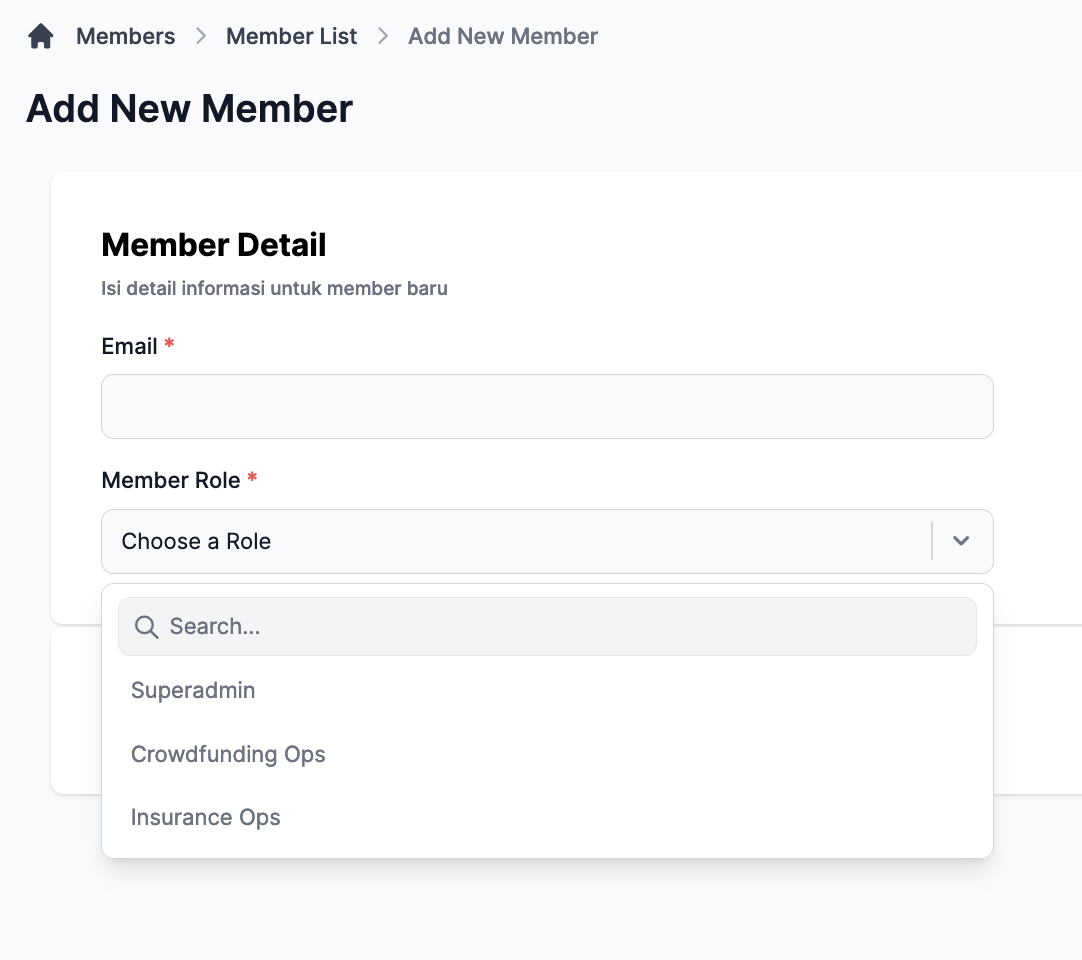 Members Member List Add New Member
Add New Member
Member Detail
Isi detail informasi untuk member baru
Email *
Member Role *
Choose a Role
Search...
Superadmin
Crowdfunding Ops
Insurance Ops